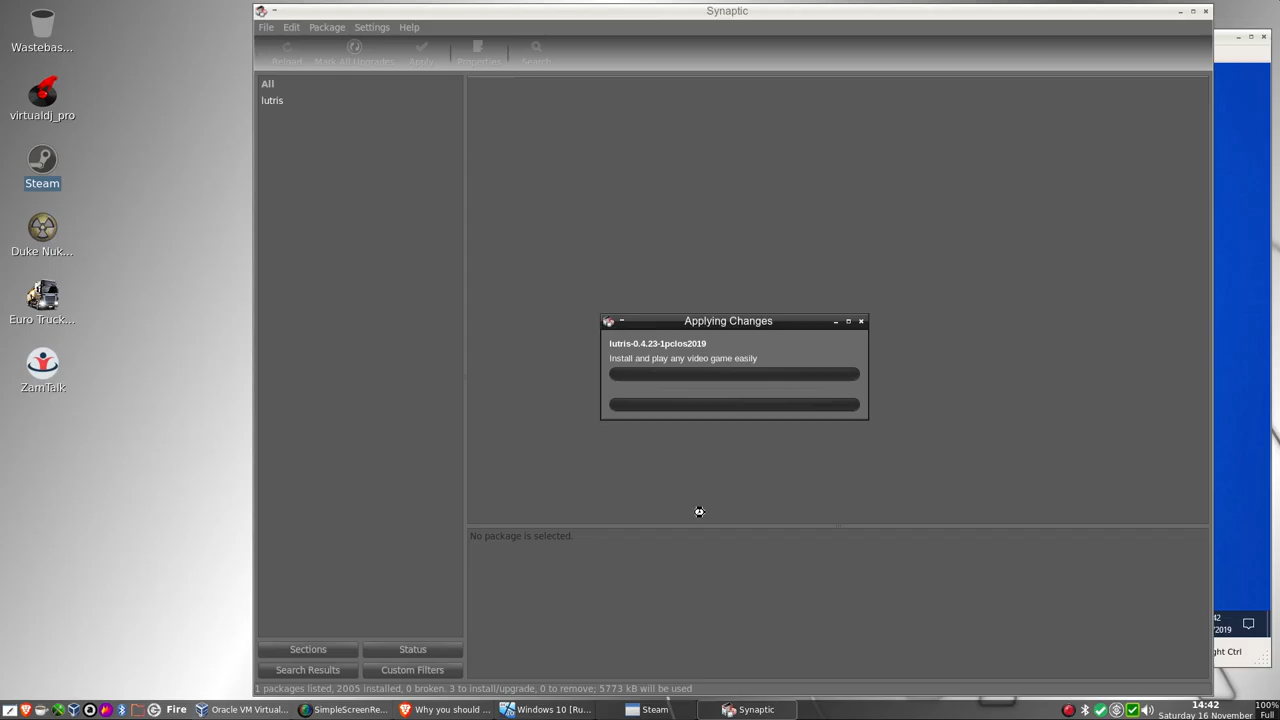 Synaptic
File Edit Package Settings Help
Reload Mark All Upgrades Apply Properties Search
All
lutris
Wastebas...
virtualdj_pro
Steam
Duke Nuk...
Euro Truck...
ZamTalk
Applying Changes
lutris-0.4.23-1pclos2019
Install and play any video game easily
No package is selected.
Sections Status
Search Results Custom Filters
1 packages listed, 2005 installed, 0 broken. 3 to install/upgrade, 0 to remove; 5773 kB will be used
42
/2019
ght Ctrl
Fire Oracle VM Virtual... SimpleScreenRe... Why you should ... Windows 10 [Ru... Steam Synaptic
14:42
Saturday 16 November
100%
Full